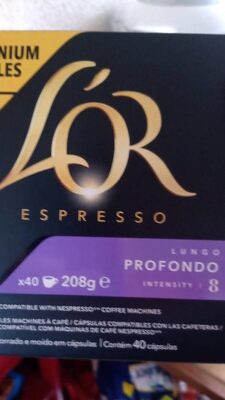 NIUM
LES
L'OR
ESPRESSO
LUNGO
PROFONDO
INTENSITY | 8
x40 208g e
COMPATIBLE WITH NESPRESSO*** COFFEE MACHINES
LES MACHINES À CAFÉ / CÁPSULAS COMPATIBLES CON LAS CAFETERAS /
COMPATÍVEL COM MÁQUINAS DE CAFÉ NESPRESSO***
orrado e moído em cápsulas | Contém 40 cápsulas